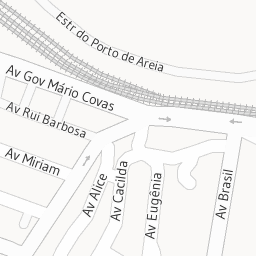 Estr do Porto de Areia
Av Gov Mário Covas
Av Rui Barbosa
Av Miriam
Av Alice
Av Cacilda
Av Eugênia
Av Brasil